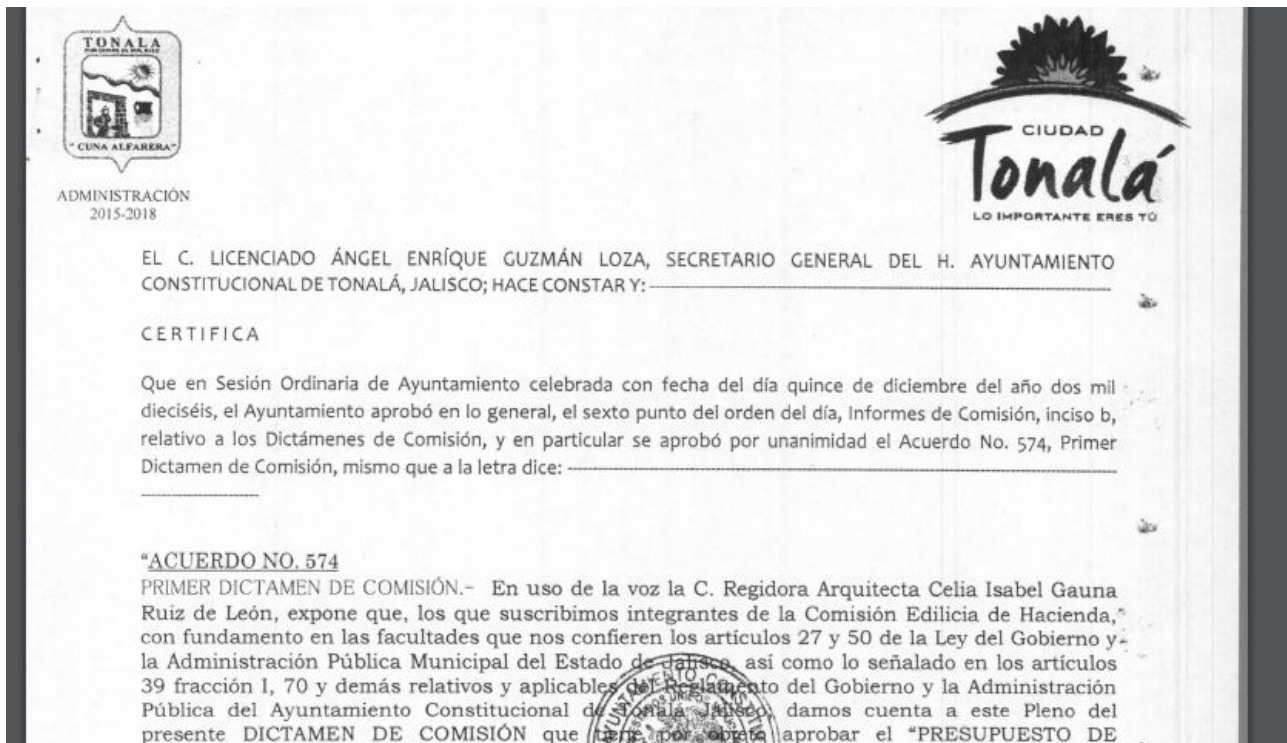 TONALA
"CUNA ALFARERA"
ADMINISTRACIÓN
2015-2018
CIUDAD
Tonalá
LO IMPORTANTE ERES TÚ
EL C. LICENCIADO ÁNGEL ENRÍQUE GUZMÁN LOZA, SECRETARIO GENERAL DEL H. AYUNTAMIENTO
CONSTITUCIONAL DE TONALÁ, JALISCO; HACE CONSTAR Y:
CERTIFICA
Que en Sesión Ordinaria de Ayuntamiento celebrada con fecha del día quince de diciembre del año dos mil
dieciséis, el Ayuntamiento aprobó en lo general, el sexto punto del orden del día, Informes de Comisión, inciso b,
relativo a los Dictámenes de Comisión, y en particular se aprobó por unanimidad el Acuerdo No. 574, Primer
Dictamen de Comisión, mismo que a la letra dice:
"ACUERDO NO. 574
PRIMER DICTAMEN DE COMISIÓN.- En uso de la voz la C. Regidora Arquitecta Celia Isabel Gauna
Ruiz de León, expone que, los que suscribimos integrantes de la Comisión Edilicia de Hacienda,
con fundamento en las facultades que nos confieren los artículos 27 y 50 de la Ley del Gobierno y
la Administración Pública Municipal del Estado de Jalisco, así como lo señalado en los artículos
39 fracción I, 70 y demás relativos y aplicables del Reglamento del Gobierno y la Administración
Pública del Ayuntamiento Constitucional de Tonalá Jalisco, damos cuenta a este Pleno del
presente DICTAMEN DE COMISIÓN que tiene por objeto aprobar el "PRESUPUESTO DE